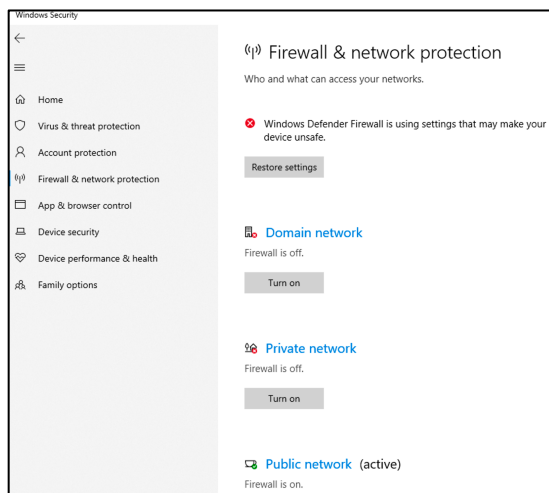 Windows Security
Home
Virus & threat protection
Account protection
Firewall & network protection
App & browser control
Device security
Device performance & health
Family options
Firewall & network protection
Who and what can access your networks.
Windows Defender Firewall is using settings that may make your
device unsafe.
Restore settings
Domain network
Firewall is off.
Turn on
Private network
Firewall is off.
Turn on
Public network (active)
Firewall is on.